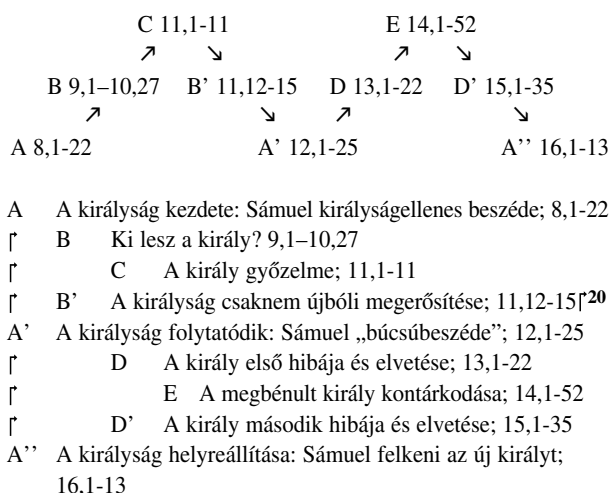 C 11,1-11 E 14,1-52
↗ ↘ ↗ ↘
B 9,1–10,27 B’ 11,12-15 D 13,1-22 D’ 15,1-35
↗ ↘ ↗ ↘
A 8,1-22 A’ 12,1-25 A’’ 16,1-13
A A királyság kezdete: Sámuel királyságellenes beszéde; 8,1-22
↾ B Ki lesz a király? 9,1–10,27
↾ C A király győzelme; 11,1-11
↾ B’ A királyság csaknem újbóli megerősítése; 11,12-15↾20
A’ A királyság folytatódik: Sámuel „búcsúbeszéde”; 12,1-25
↾ D A király első hibája és elvetése; 13,1-22
↾ E A megbénult király kontárkodása; 14,1-52
↾ D’ A király második hibája és elvetése; 15,1-35
A’’ A királyság helyreállítása: Sámuel felkeni az új királyt;
16,1-13